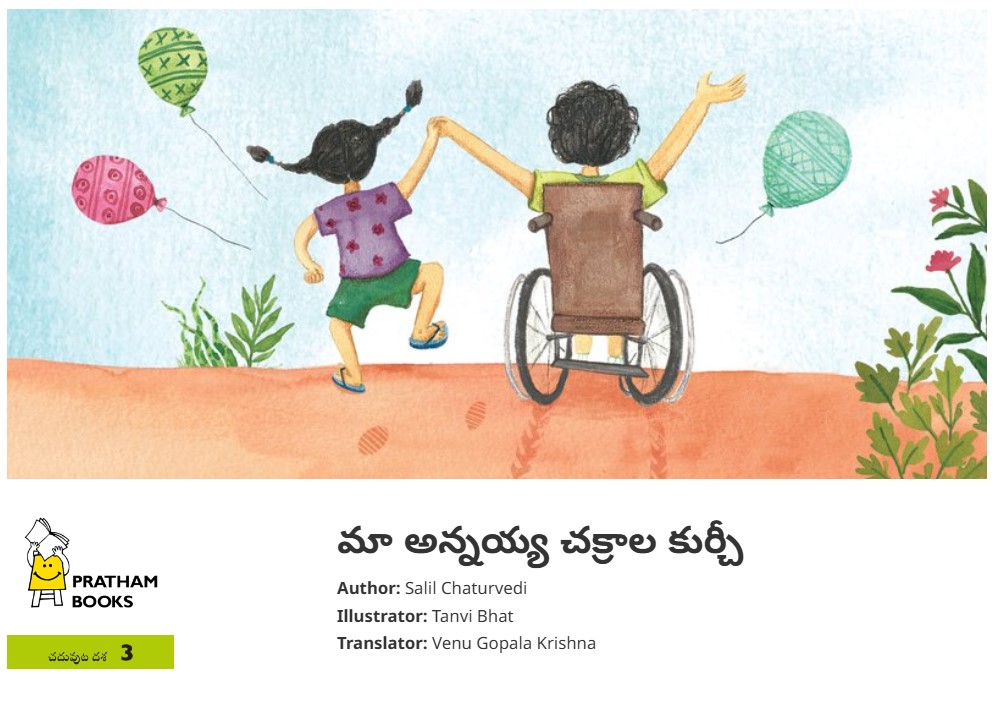 మా అన్నయ్య చక్రాల కుర్చీ
Author: Salil Chaturvedi
Illustrator: Tanvi Bhat
Translator: Venu Gopala Krishna
PRATHAM
BOOKS
చదువుట దశ 3